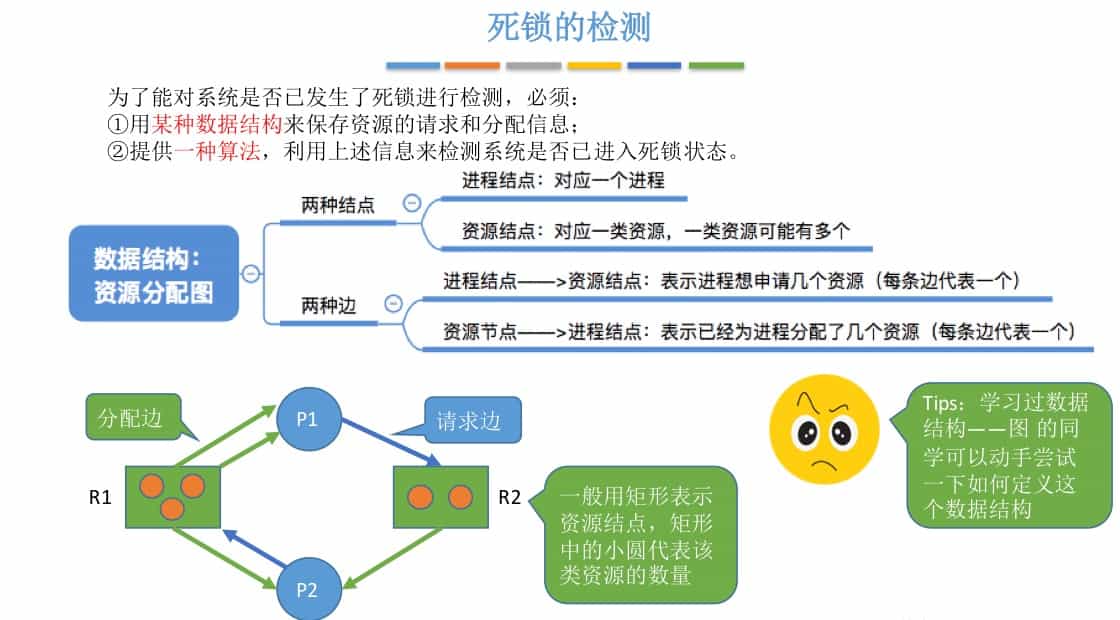 死锁的检测
为了能对系统是否已发生了死锁进行检测，必须：
①用某种数据结构来保存资源的请求和分配信息；
②提供一种算法，利用上述信息来检测系统是否已进入死锁状态。
进程结点：对应一个进程
两种结点
资源结点：对应一类资源，一类资源可能有多个
数据结构：
资源分配图
进程结点——>资源结点：表示进程想申请几个资源（每条边代表一个）
两种边
资源节点——>进程结点：表示已经为进程分配了几个资源（每条边代表一个）
分配边
P1
请求边
R1
R2
P2
一般用矩形表示
资源结点，矩形
中的小圆代表该
类资源的数量
Tips：学习过数据
结构——图 的同
学可以动手尝试
一下如何定义这
个数据结构